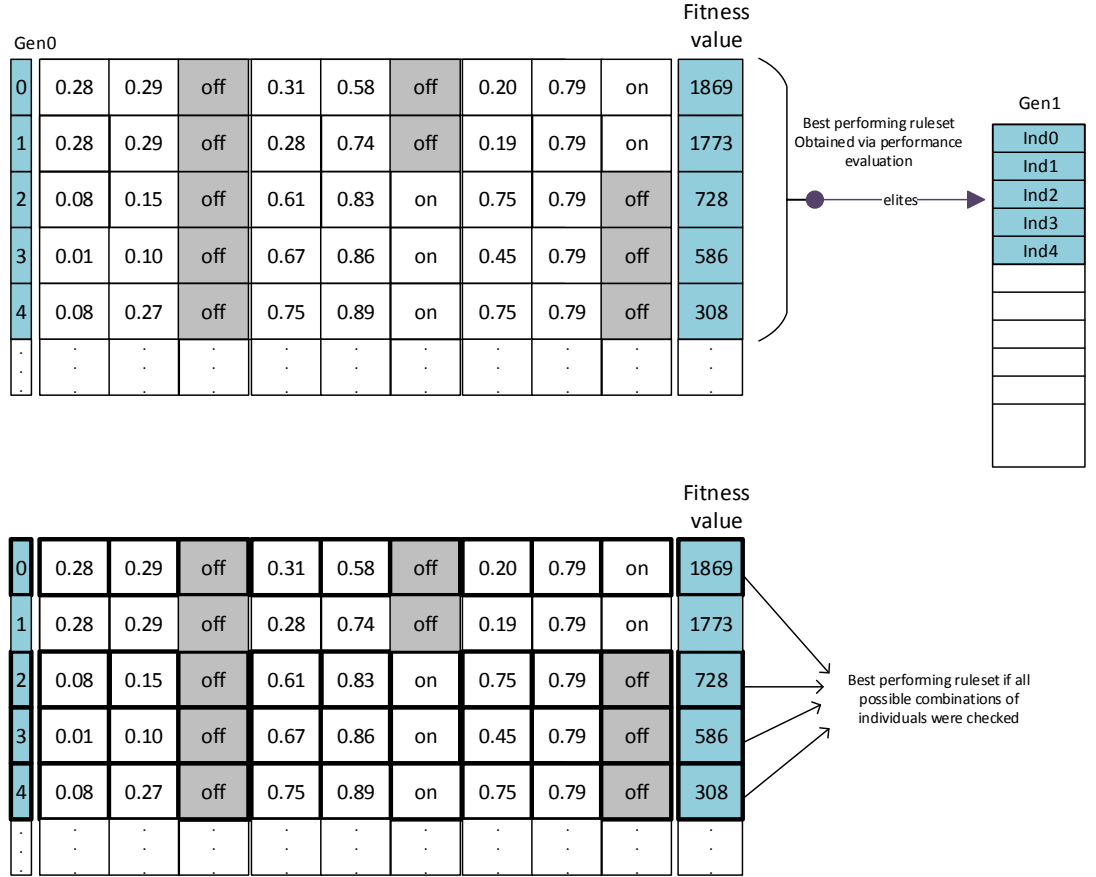 Fitness
value
Gen0
0 0.28 0.29 off 0.31 0.58 off 0.20 0.79 on 1869
1 0.28 0.29 off 0.28 0.74 off 0.19 0.79 on 1773
2 0.08 0.15 off 0.61 0.83 on 0.75 0.79 off 728
3 0.01 0.10 off 0.67 0.86 on 0.45 0.79 off 586
4 0.08 0.27 off 0.75 0.89 on 0.75 0.79 off 308
Best performing ruleset
Obtained via performance
evaluation
elites
Gen1
Ind0
Ind1
Ind2
Ind3
Ind4
Fitness
value
0 0.28 0.29 off 0.31 0.58 off 0.20 0.79 on 1869
1 0.28 0.29 off 0.28 0.74 off 0.19 0.79 on 1773
2 0.08 0.15 off 0.61 0.83 on 0.75 0.79 off 728
3 0.01 0.10 off 0.67 0.86 on 0.45 0.79 off 586
4 0.08 0.27 off 0.75 0.89 on 0.75 0.79 off 308
Best performing ruleset if all
possible combinations of
individuals were checked